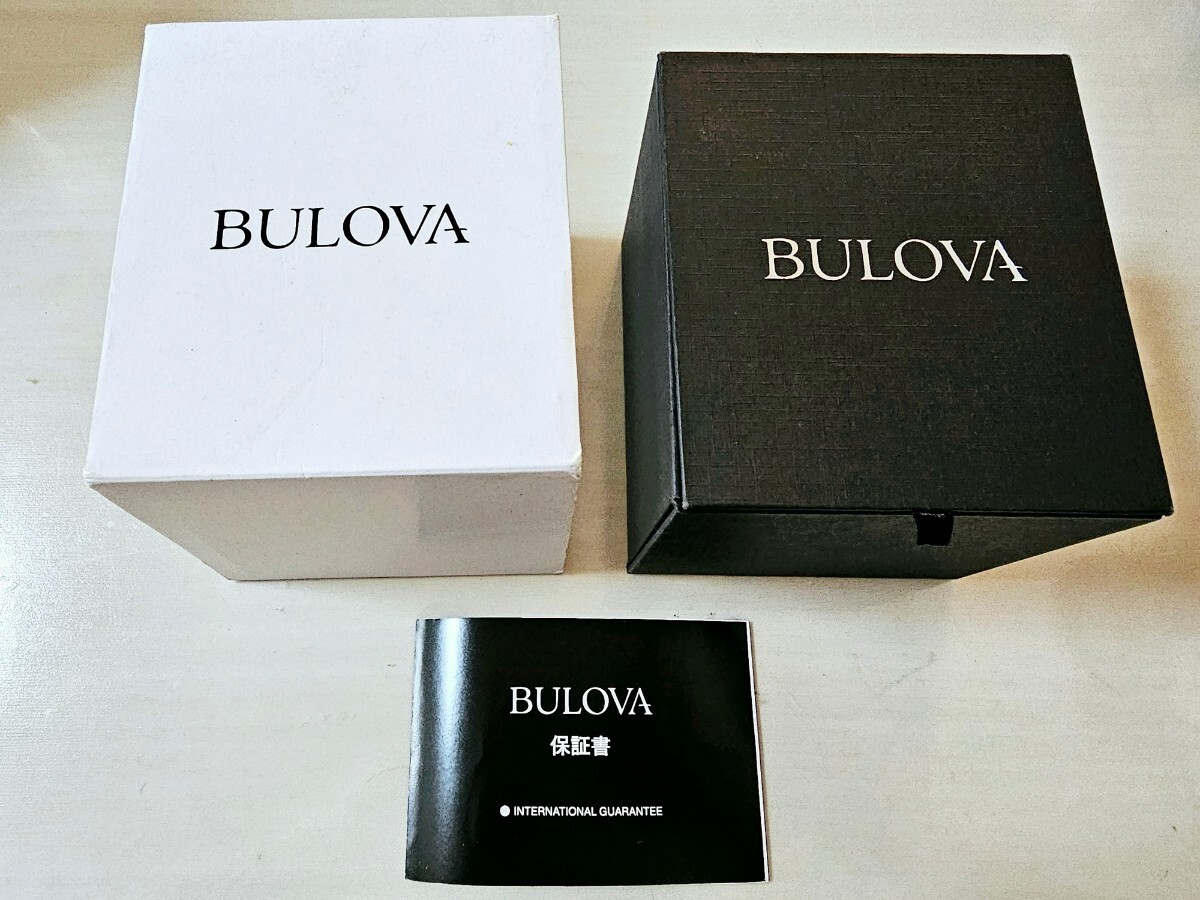 BULOVA
BULOVA
BULOVA
保証書
● INTERNATIONAL GUARANTEE